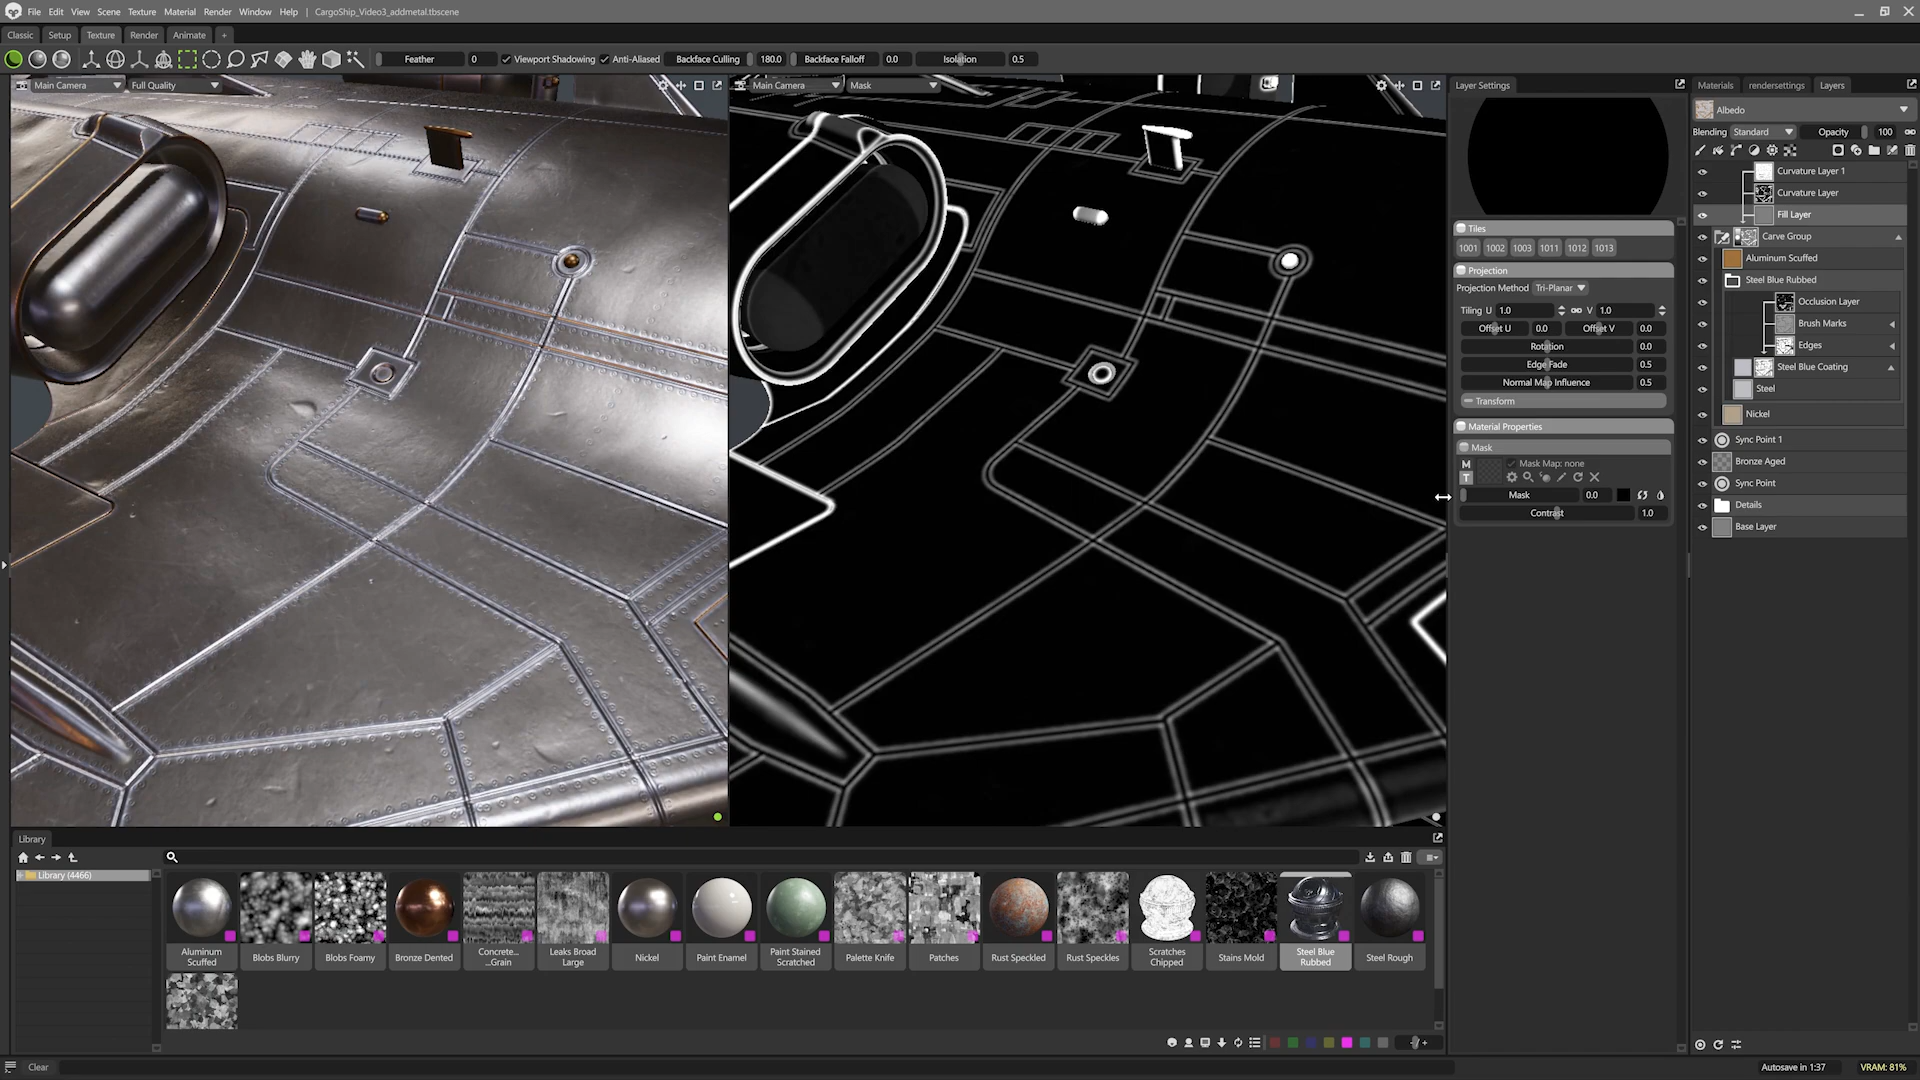 File Edit View Scene Texture Material Render Window Help | CargoShip_Video3_addmetal.tbscene
Classic Setup Texture Render Animate +
Feather 0 Viewport Shadowing Anti-Aliased Backface Culling 180.0 Backface Falloff 0.0 Isolation 0.5
Main Camera Full Quality
Main Camera Mask
Layer Settings
Tiles
1001 1002 1003 1011 1012 1013
Projection
Projection Method Tri-Planar
Tiling U 1.0 V 1.0
Offset U 0.0 Offset V 0.0
Rotation 0.0
Edge Fade 0.5
Normal Map Influence 0.5
Transform
Material Properties
Mask
M Mask Map: none
T
Mask 0.0
Contrast 1.0
Materials rendersettings Layers
Albedo
Blending Standard Opacity 100
Curvature Layer 1
Curvature Layer
Fill Layer
Carve Group
Aluminum Scuffed
Steel Blue Rubbed
Occlusion Layer
Brush Marks
Edges
Steel Blue Coating
Steel
Nickel
Sync Point 1
Bronze Aged
Sync Point
Details
Base Layer
Library
Library (4466)
Aluminum Scuffed
Blobs Blurry
Blobs Foamy
Bronze Dented
Concrete... ...Grain
Leaks Broad Large
Nickel
Paint Enamel
Paint Stained Scratched
Palette Knife
Patches
Rust Speckled
Rust Speckles
Scratches Chipped
Stains Mold
Steel Blue Rubbed
Steel Rough
Clear
Autosave in 1:37 VRAM: 81%